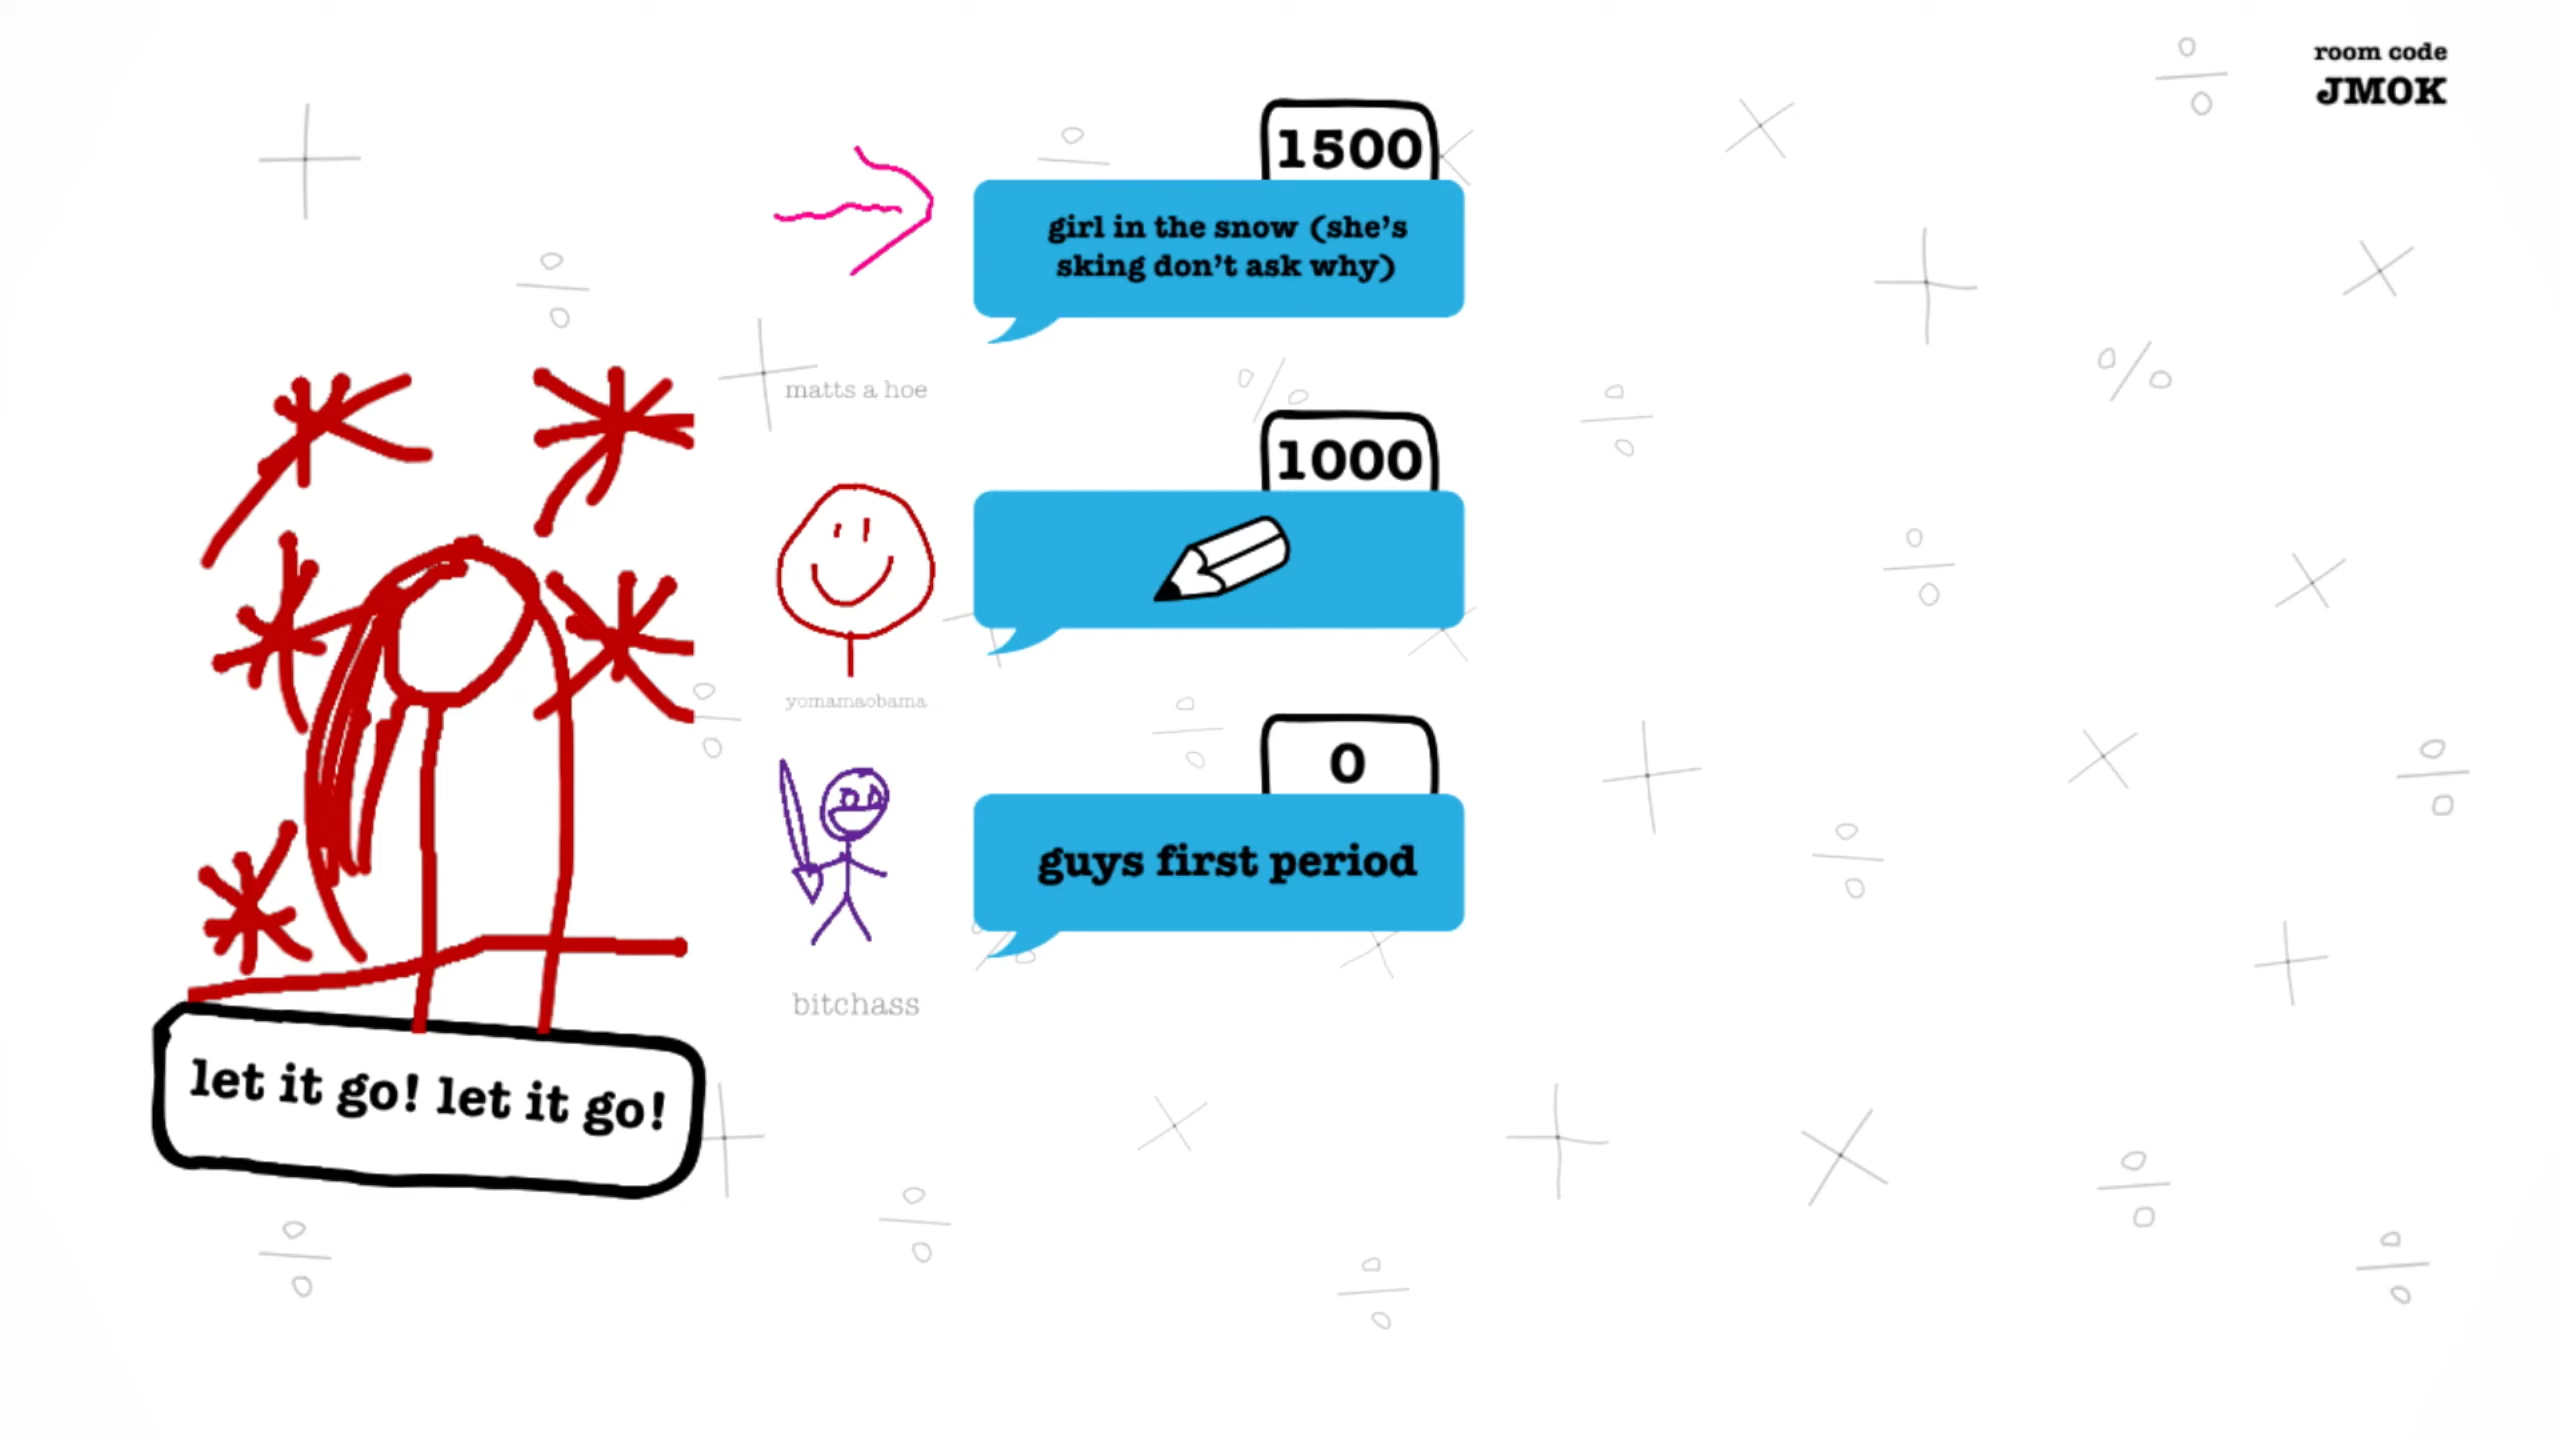 room code
JMOK
1500
girl in the snow (she's
sking don't ask why)
matts a hoe
1000
yomamaobama
0
guys first period
bitchass
let it go! let it go!